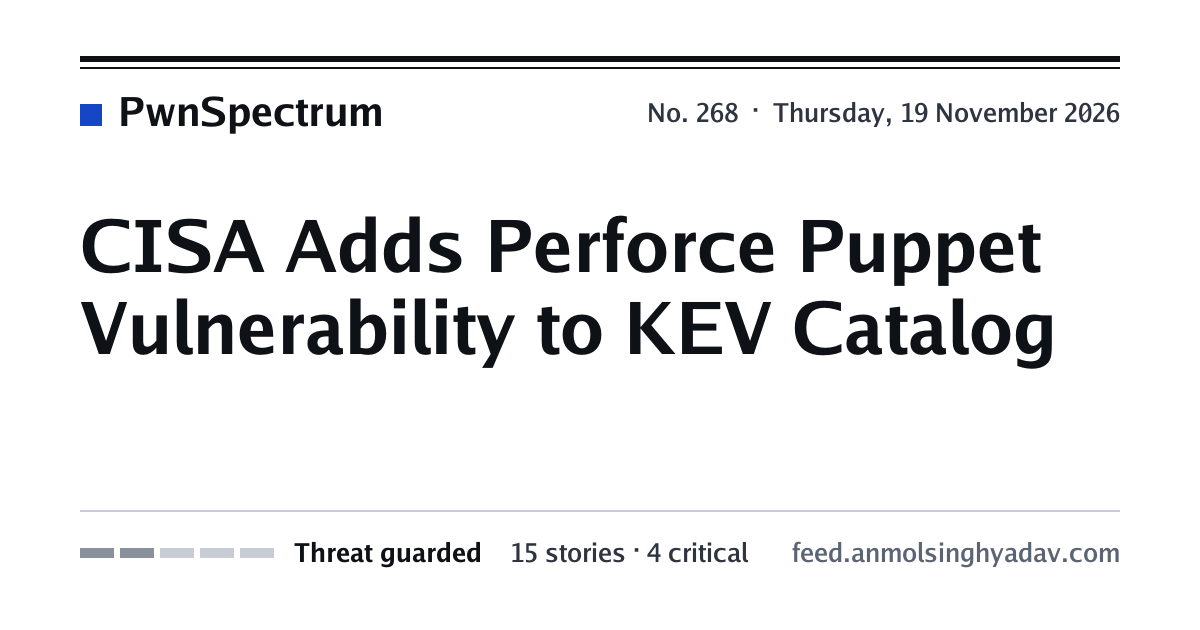 PwnSpectrum
No. 268 · Thursday, 19 November 2026
CISA Adds Perforce Puppet
Vulnerability to KEV Catalog
Threat guarded 15 stories · 4 critical feed.anmolsinghyadav.com